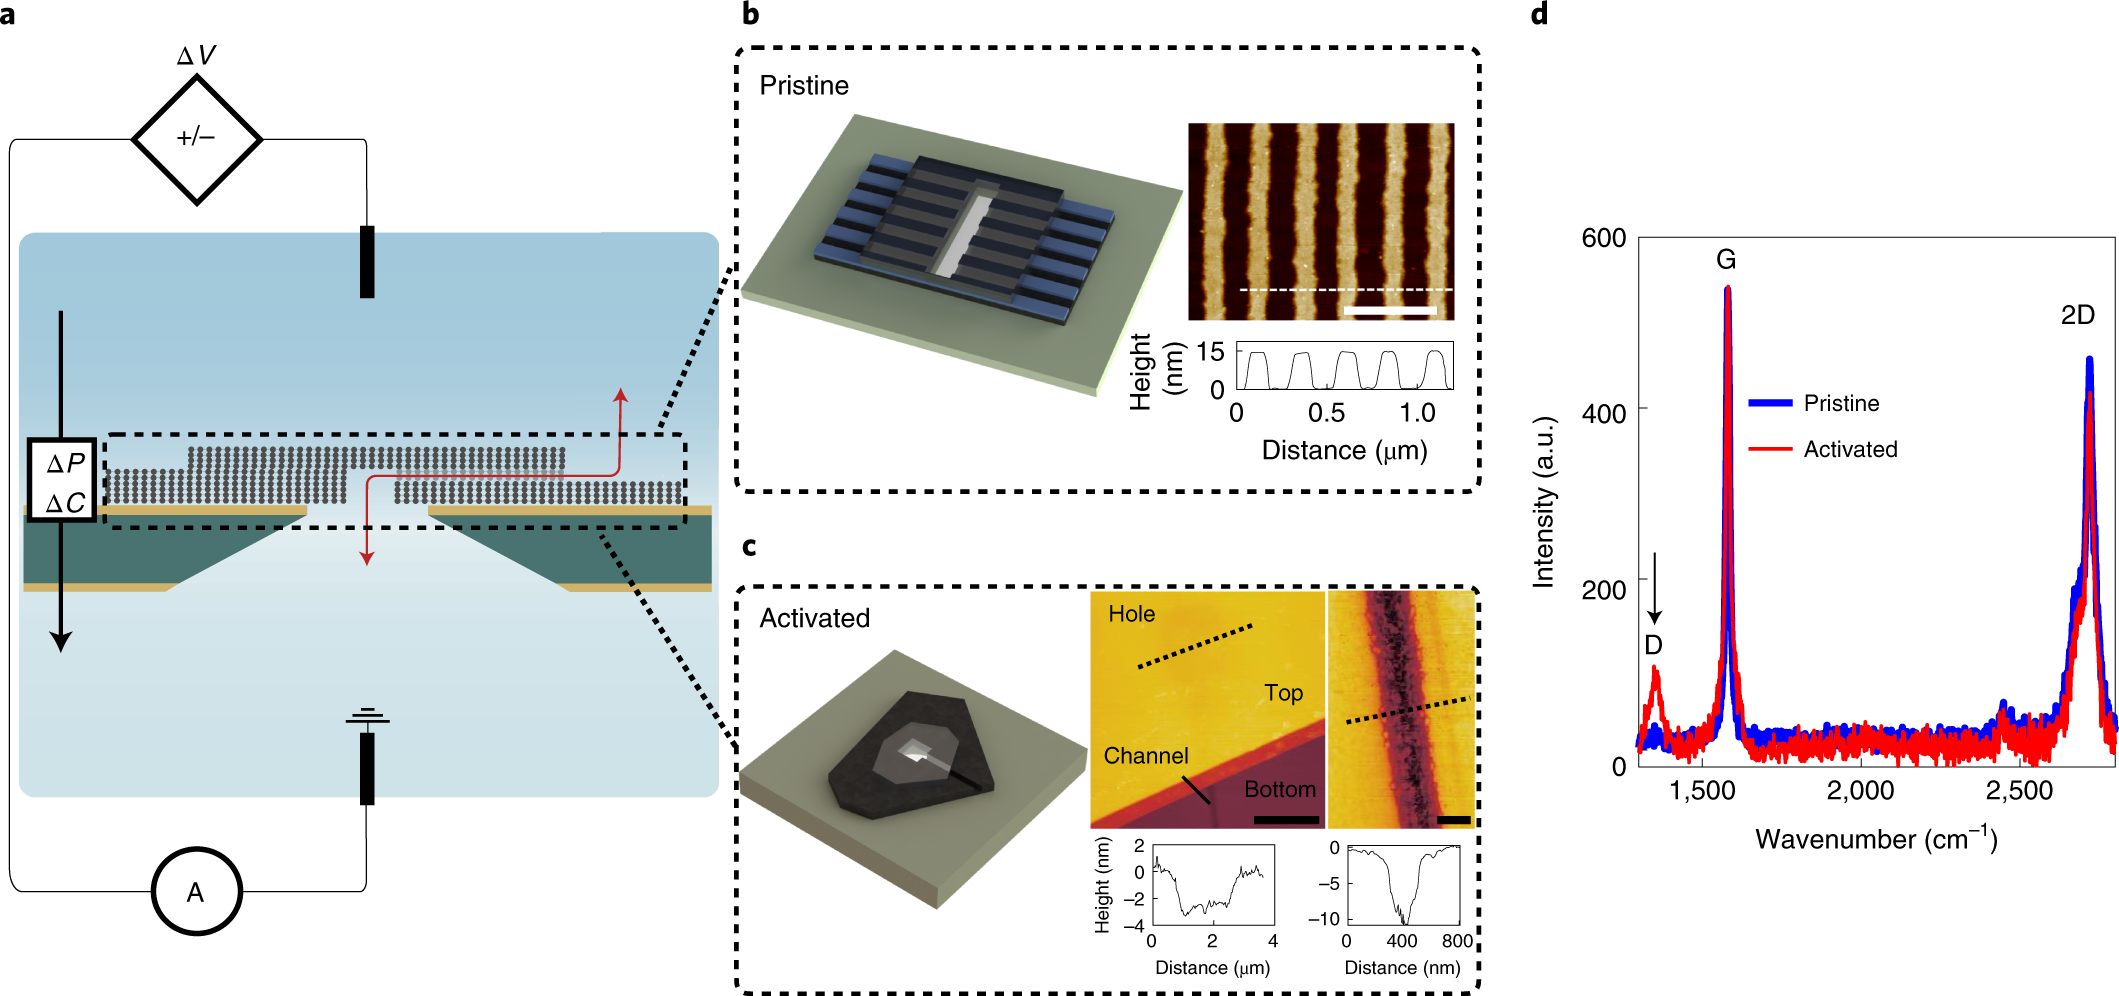 a
ΔV
+/−
ΔP
ΔC
A
b
Pristine
Height
(nm)
15
0
0
0.5
1.0
Distance (μm)
c
Activated
Hole
Top
Channel
Bottom
Height (nm)
2
0
−2
−4
0
2
4
Distance (μm)
0
−5
−10
0
400
800
Distance (nm)
d
Intensity (a.u.)
600
400
200
0
G
2D
D
Pristine
Activated
1,500
2,000
2,500
Wavenumber (cm⁻¹)